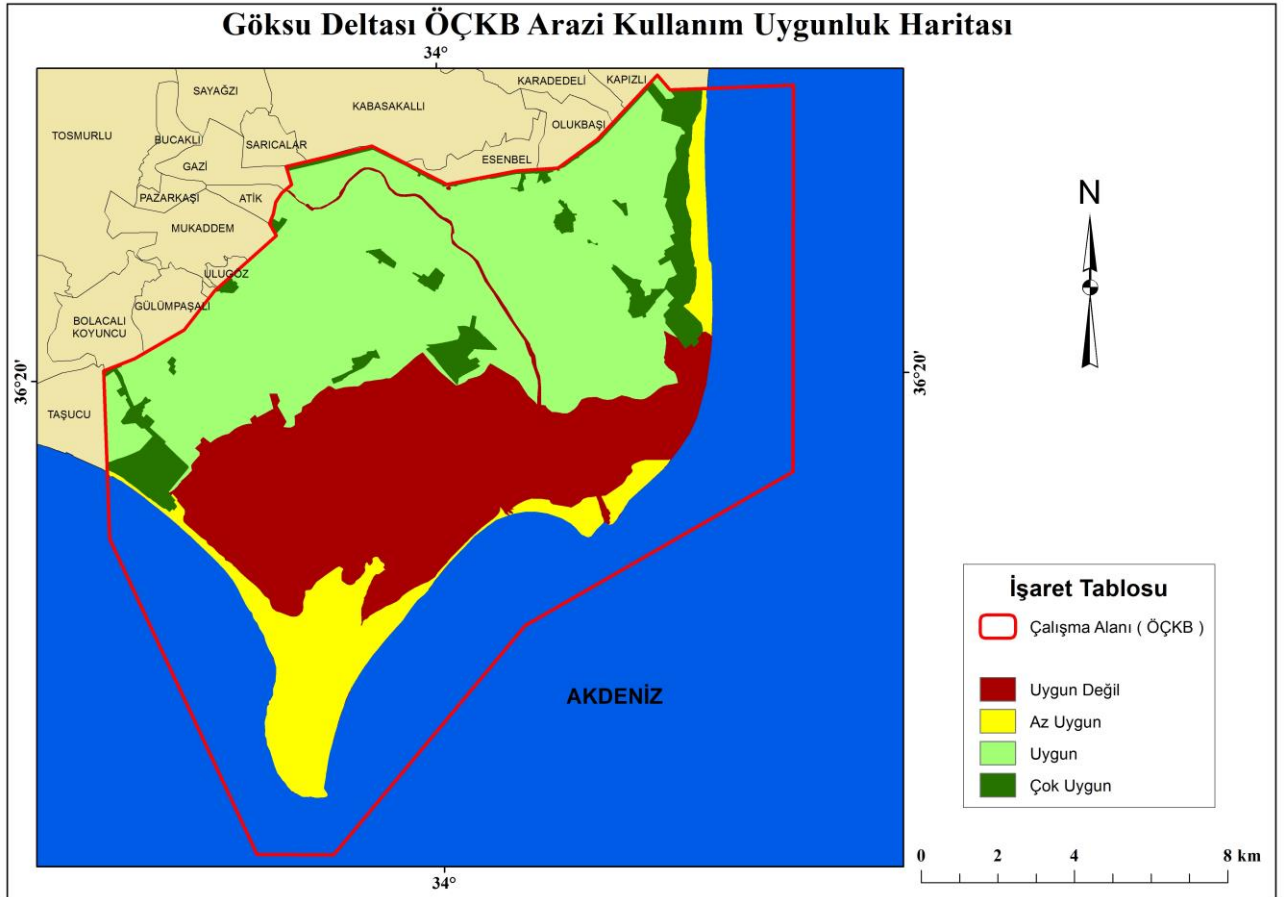 Göksu Deltası ÖÇKB Arazi Kullanım Uygunluk Haritası
34°
KARADEDELİ
KAPIZLI
SAYAĞZI
KABASAKALLI
OLUKBAŞI
TOSMURLU
BUCAKLI
SARICALAR
GAZİ
ESENBEL
PAZARKAŞI
ATİK
MUKADDEM
N
ULUGÖZ
GÜLÜMPAŞALI
BOLACALI
KOYUNCU
36°20'
36°20'
TAŞUCU
AKDENİZ
İşaret Tablosu
Çalışma Alanı ( ÖÇKB )
Uygun Değil
Az Uygun
Uygun
Çok Uygun
0 2 4 8 km
34°